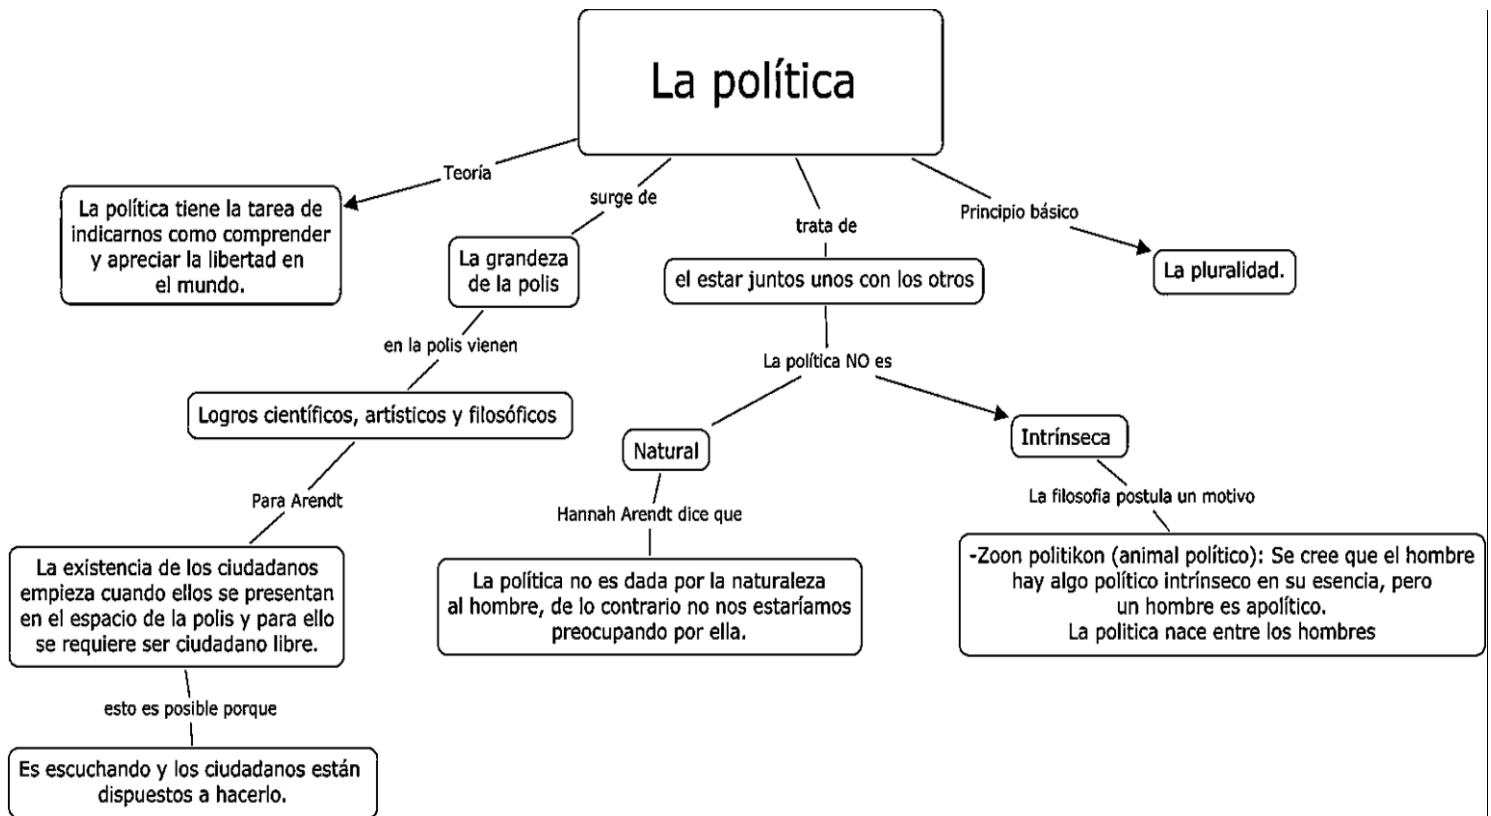 La política
Teoría
La política tiene la tarea de
indicarnos como comprender
y apreciar la libertad en
el mundo.
surge de
La grandeza
de la polis
en la polis vienen
Logros científicos, artísticos y filosóficos
Para Arendt
La existencia de los ciudadanos
empieza cuando ellos se presentan
en el espacio de la polis y para ello
se requiere ser ciudadano libre.
esto es posible porque
Es escuchando y los ciudadanos están
dispuestos a hacerlo.
trata de
el estar juntos unos con los otros
La política NO es
Natural
Hannah Arendt dice que
La política no es dada por la naturaleza
al hombre, de lo contrario no nos estaríamos
preocupando por ella.
Intrínseca
La filosofia postula un motivo
-Zoon politikon (animal político): Se cree que el hombre
hay algo político intrínseco en su esencia, pero
un hombre es apolítico.
La politica nace entre los hombres
Principio básico
La pluralidad.